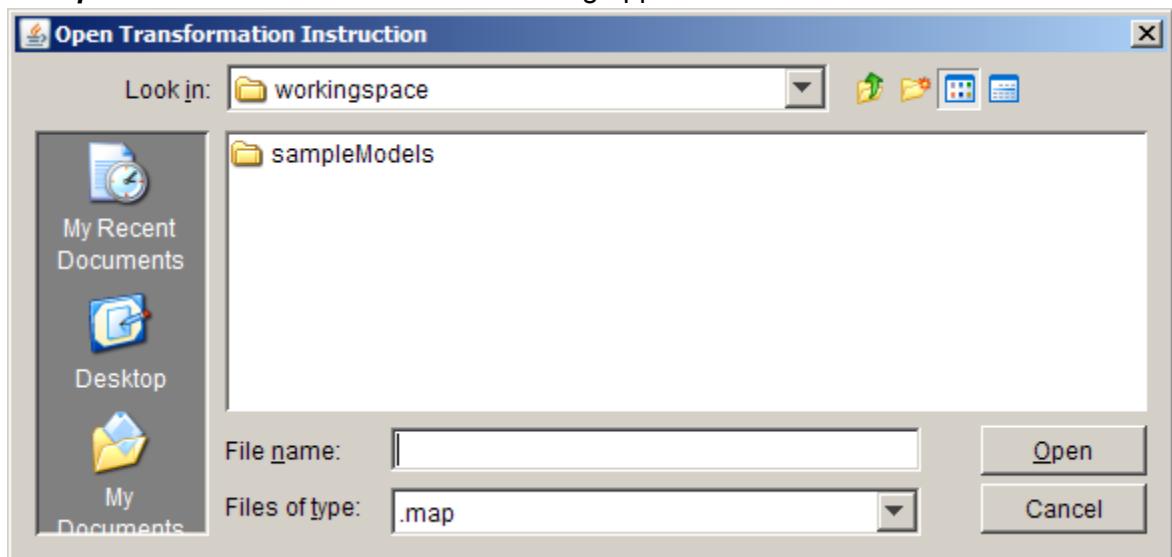 Open Transformation Instruction
Look in:
workingspace
sampleModels
My Recent
Documents
Desktop
My
Documents
File name:
Open
Files of type:
.map
Cancel